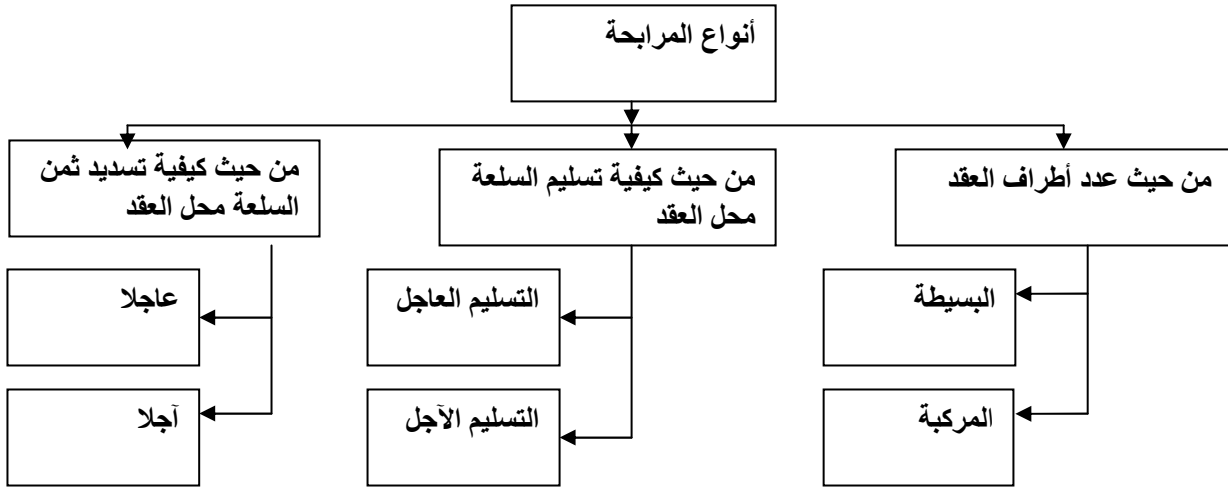 أنواع المرابحة
من حيث عدد أطراف العقد
من حيث كيفية تسليم السلعة
محل العقد
من حيث كيفية تسديد ثمن
السلعة محل العقد
البسيطة
المركبة
التسليم العاجل
التسليم الآجل
عاجلا
آجلا